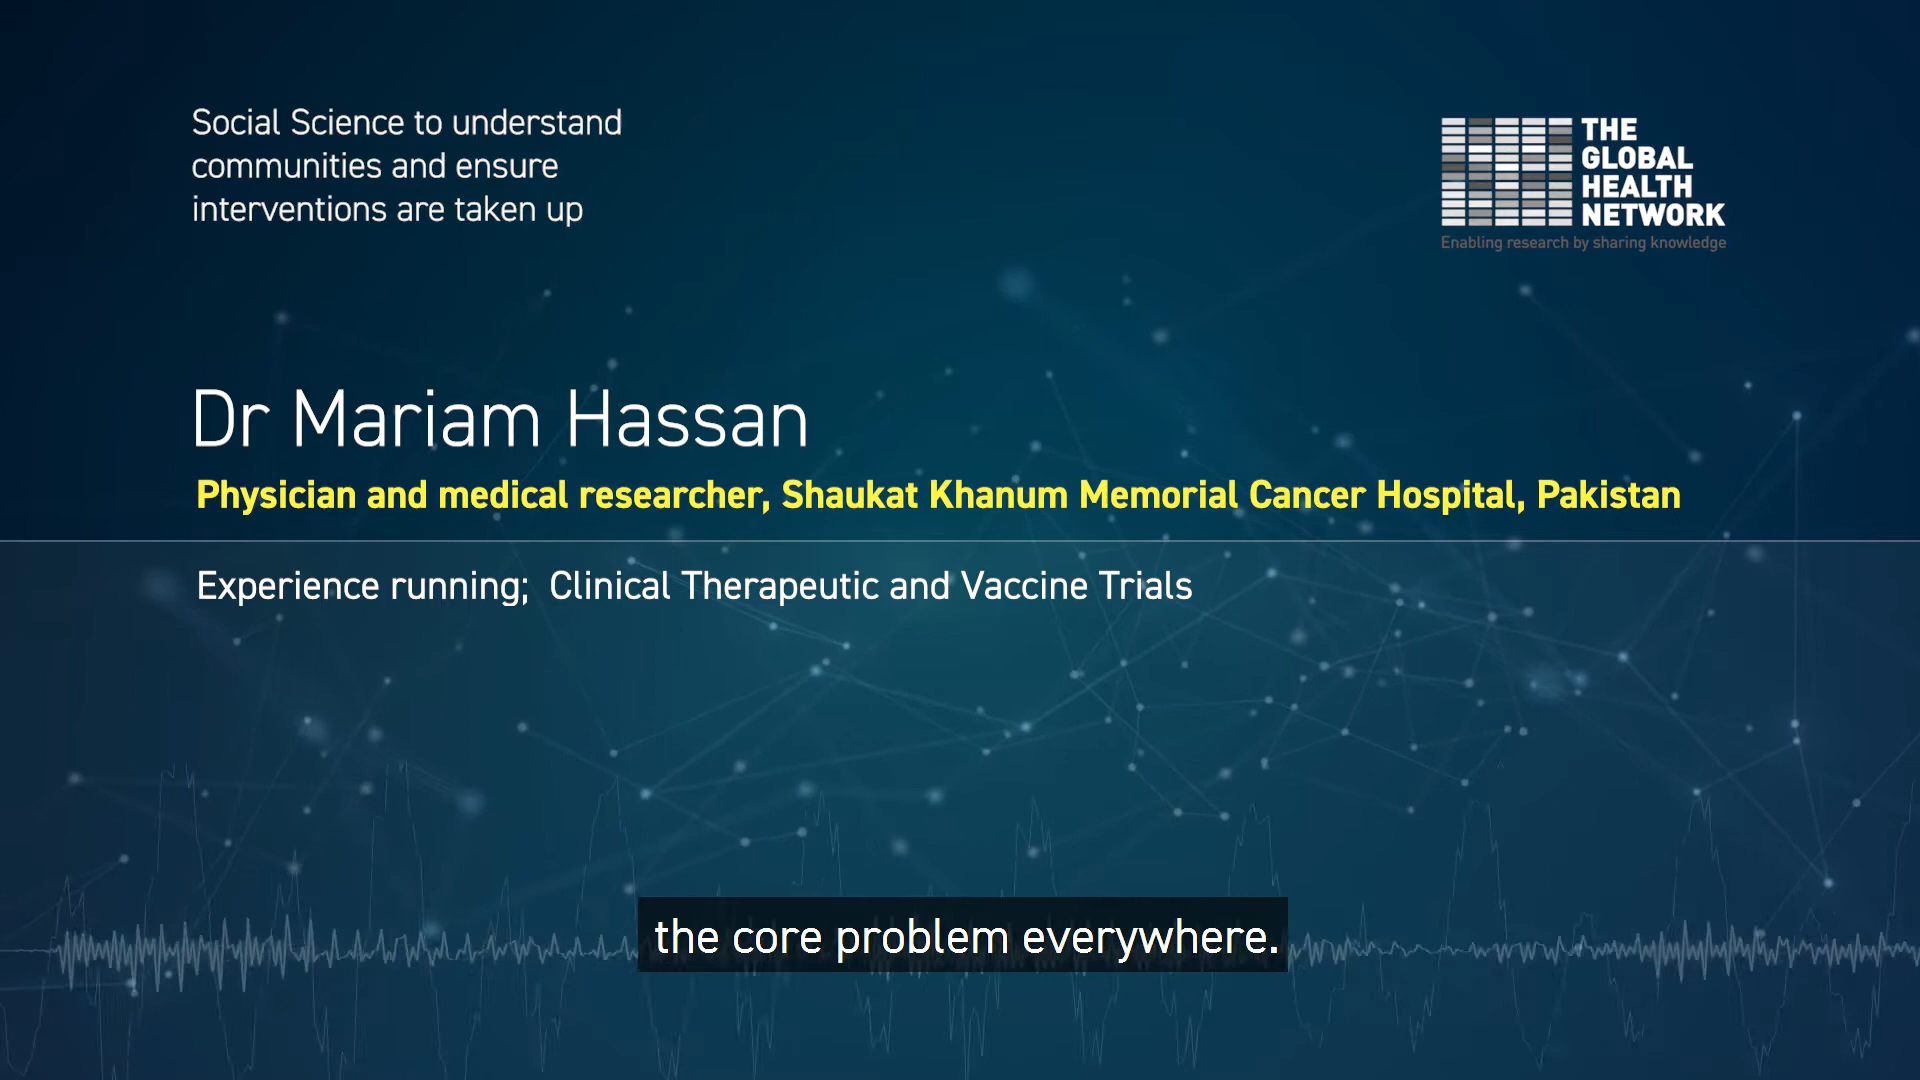 Social Science to understand
communities and ensure
interventions are taken up
THE
GLOBAL
HEALTH
NETWORK
Enabling research by sharing knowledge
Dr Mariam Hassan
Physician and medical researcher, Shaukat Khanum Memorial Cancer Hospital, Pakistan
Experience running;  Clinical Therapeutic and Vaccine Trials
the core problem everywhere.